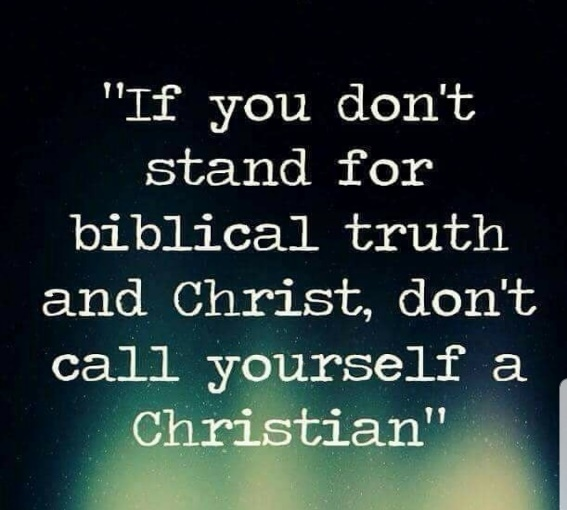 "If you don't
stand for
biblical truth
and Christ, don't
call yourself a
Christian"